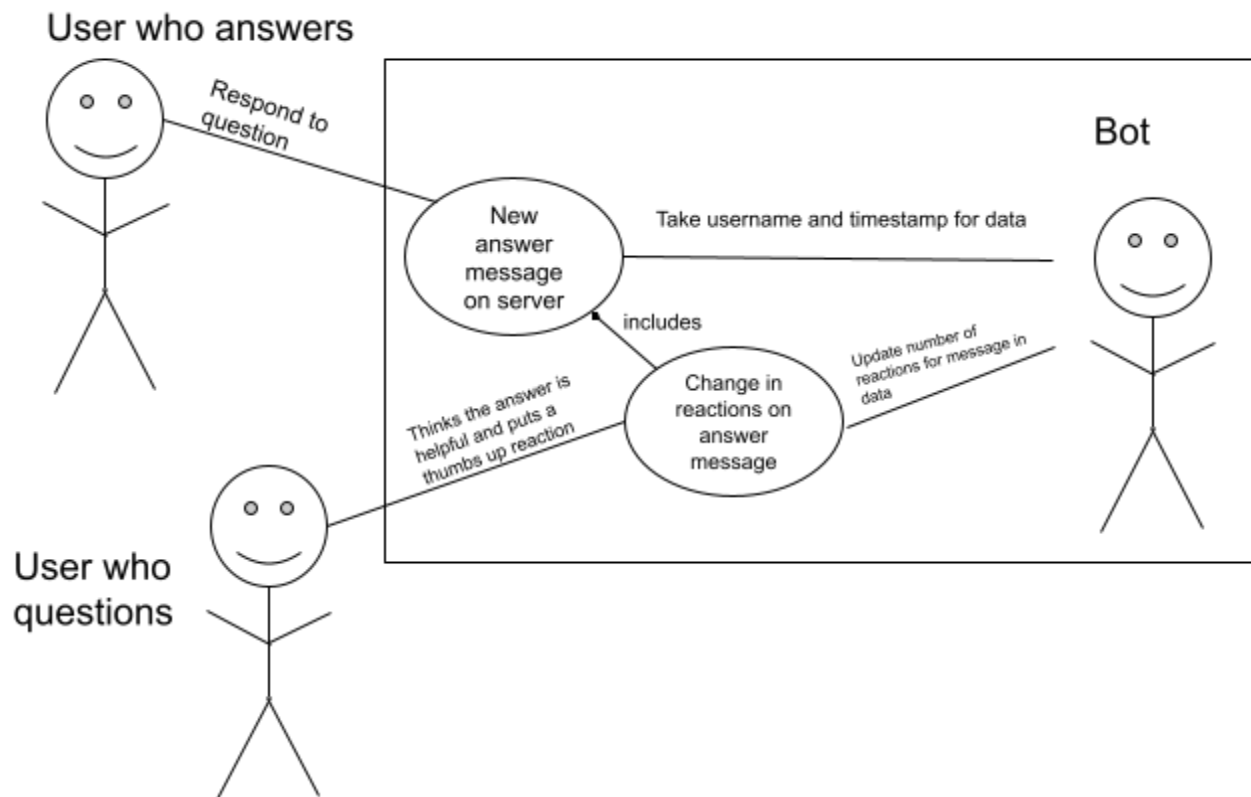 User who answers
Respond to
question
Bot
New
answer
message
on server
Take username and timestamp for data
includes
Update number of
reactions for message in
data
Change in
reactions on
answer
message
Thinks the answer is
helpful and puts a
thumbs up reaction
User who
questions